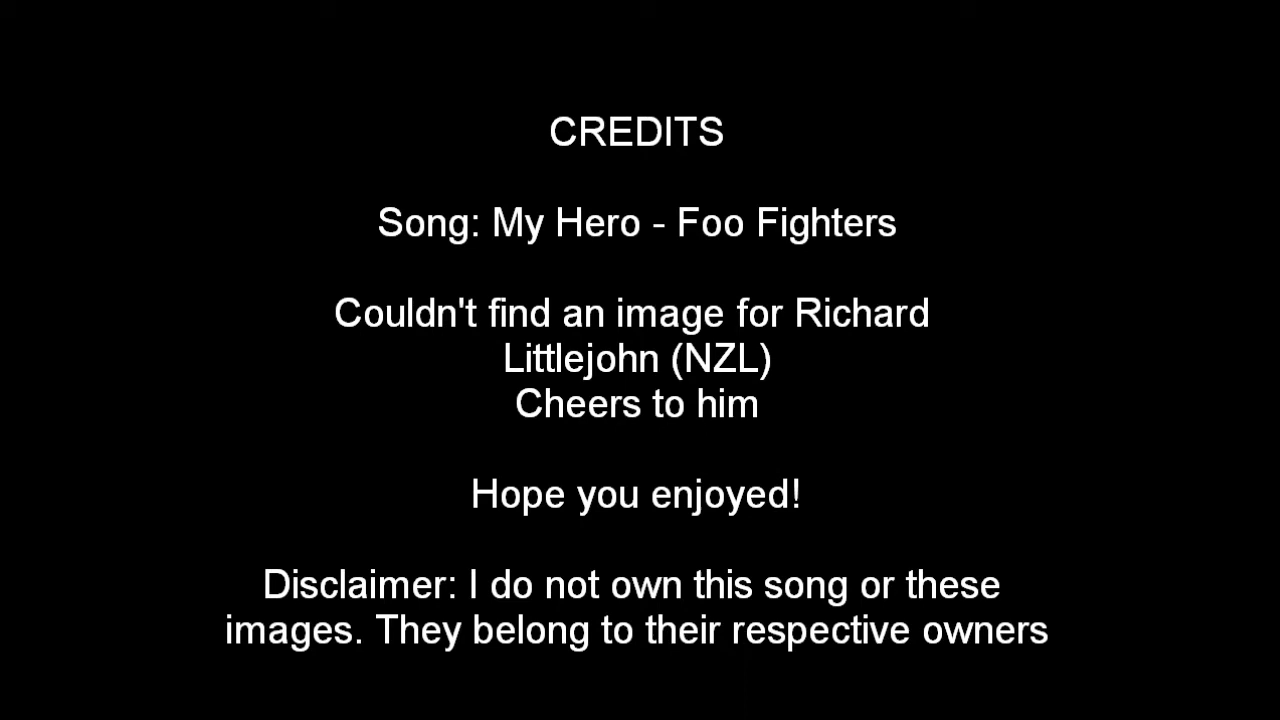 CREDITS
Song: My Hero - Foo Fighters
Couldn't find an image for Richard
Littlejohn (NZL)
Cheers to him
Hope you enjoyed!
Disclaimer: I do not own this song or these
images. They belong to their respective owners